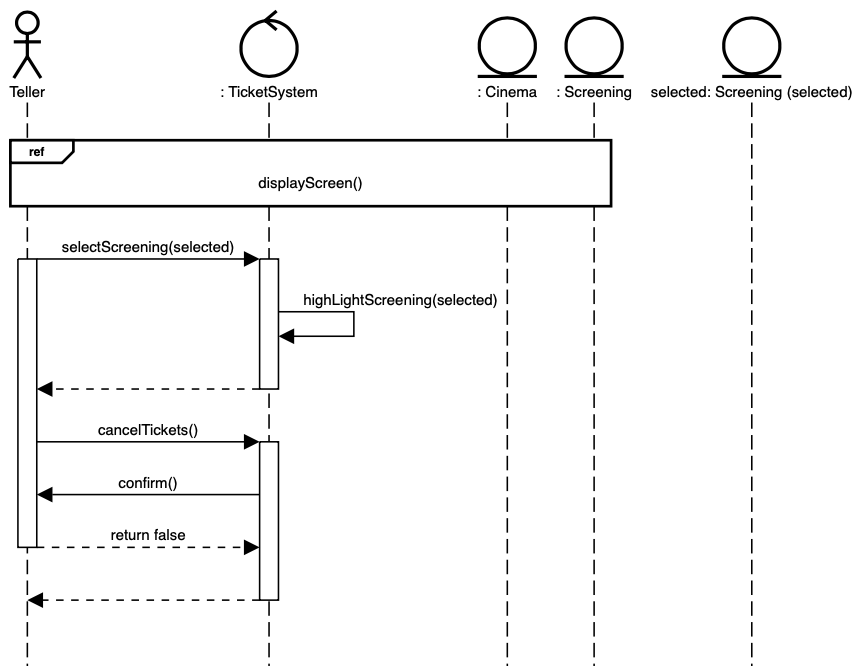 Teller
: TicketSystem
: Cinema
: Screening
selected: Screening (selected)
ref
displayScreen()
selectScreening(selected)
highLightScreening(selected)
cancelTickets()
confirm()
return false